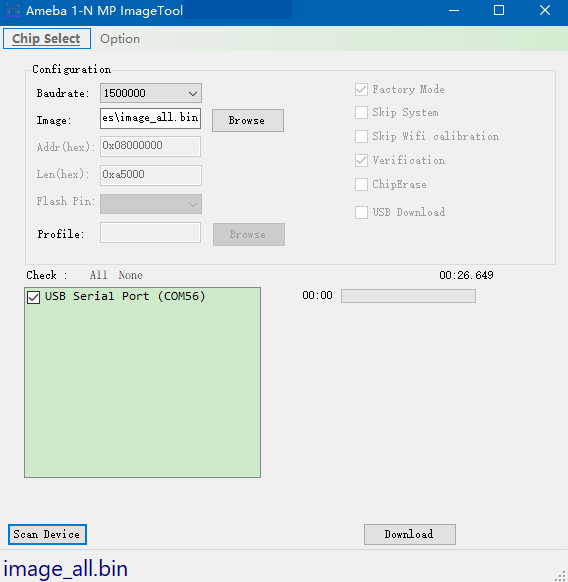 Ameba 1-N MP ImageTool
Chip Select Option
Configuration
Baudrate: 1500000
Image: es\image_all.bin Browse
Addr(hex): 0x08000000
Len(hex): 0xa5000
Flash Pin:
Profile: Browse
Factory Mode
Skip System
Skip Wifi calibration
Verification
ChipErase
USB Download
Check : All None 00:26.649
USB Serial Port (COM56) 00:00
Scan Device Download
image_all.bin